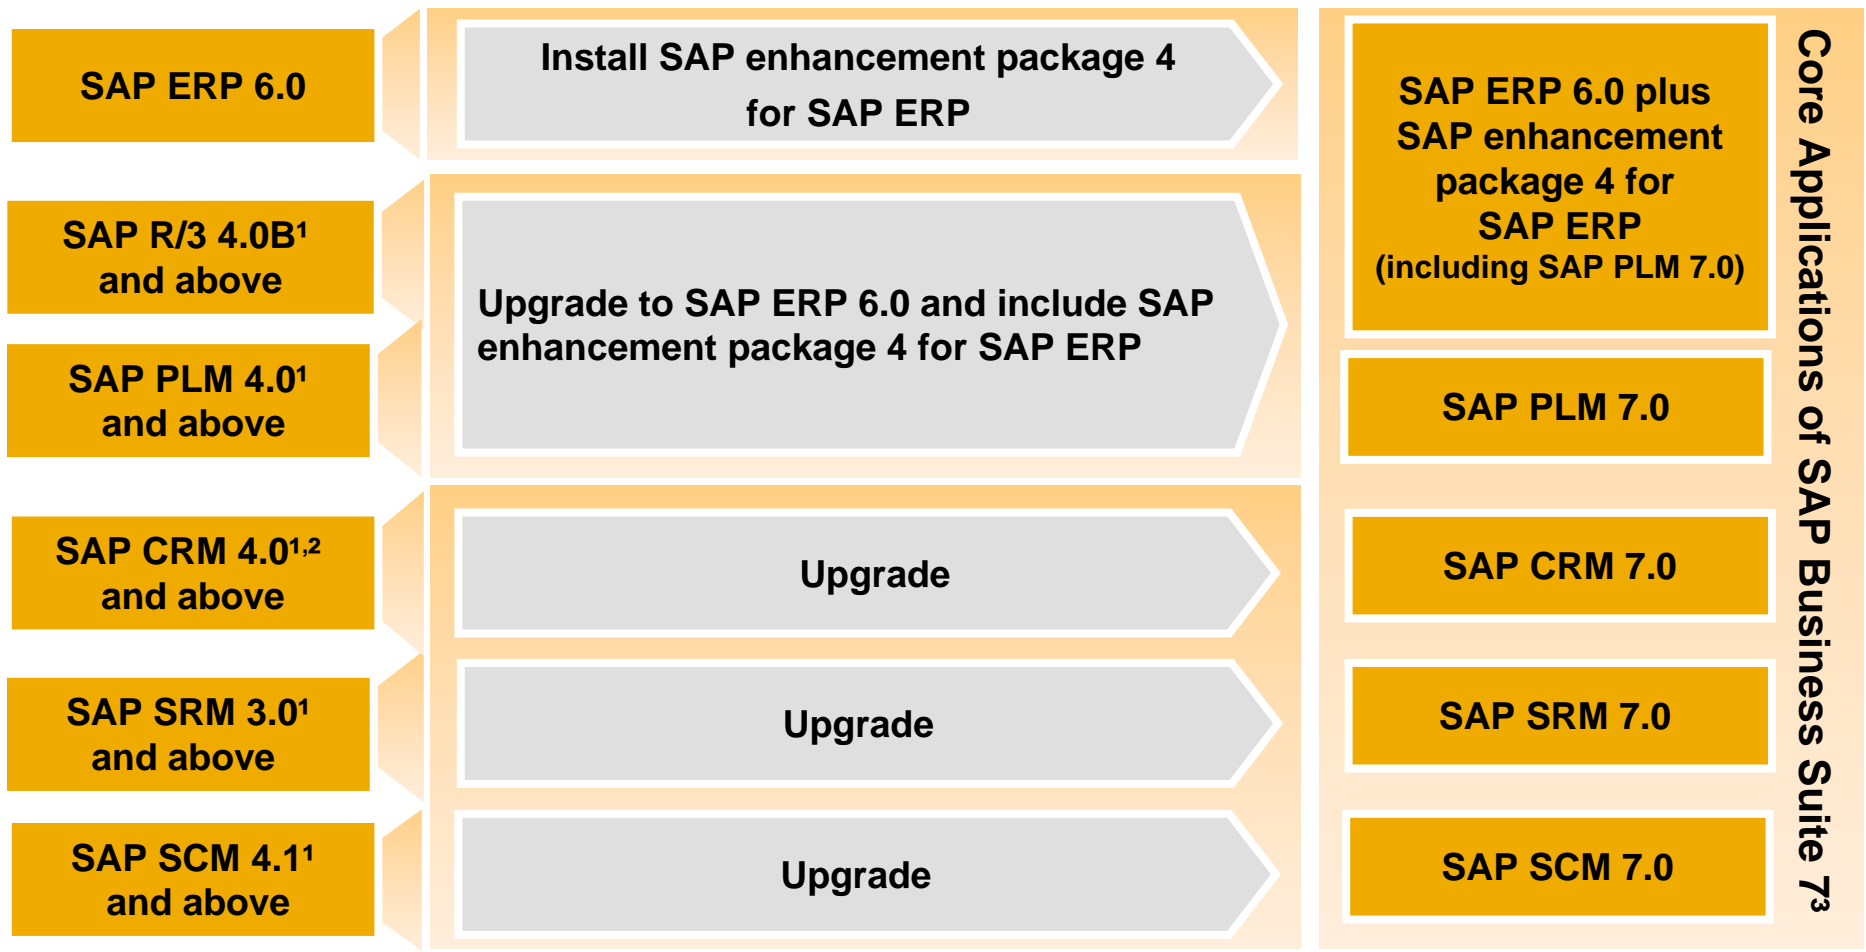 SAP ERP 6.0
Install SAP enhancement package 4
for SAP ERP
SAP ERP 6.0 plus
SAP enhancement
package 4 for
SAP ERP
(including SAP PLM 7.0)
SAP R/3 4.0B¹
and above
SAP PLM 4.0¹
and above
Upgrade to SAP ERP 6.0 and include SAP
enhancement package 4 for SAP ERP
SAP PLM 7.0
SAP CRM 4.0¹,²
and above
Upgrade
SAP CRM 7.0
SAP SRM 3.0¹
and above
Upgrade
SAP SRM 7.0
SAP SCM 4.1¹
and above
Upgrade
SAP SCM 7.0
Core Applications of SAP Business Suite 7³